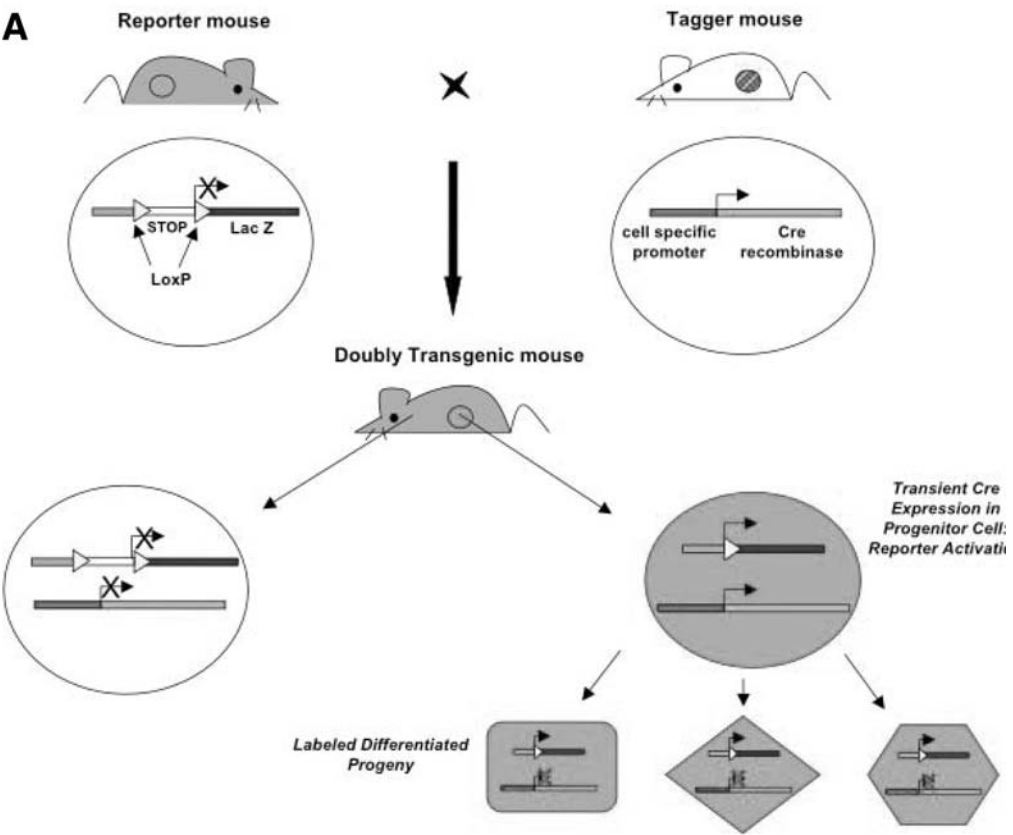 A
Reporter mouse
Tagger mouse
STOP
Lac Z
LoxP
cell specific
promoter
Cre
recombinase
Doubly Transgenic mouse
Transient Cre
Expression in
Progenitor Cell:
Reporter Activati
Labeled Differentiated
Progeny